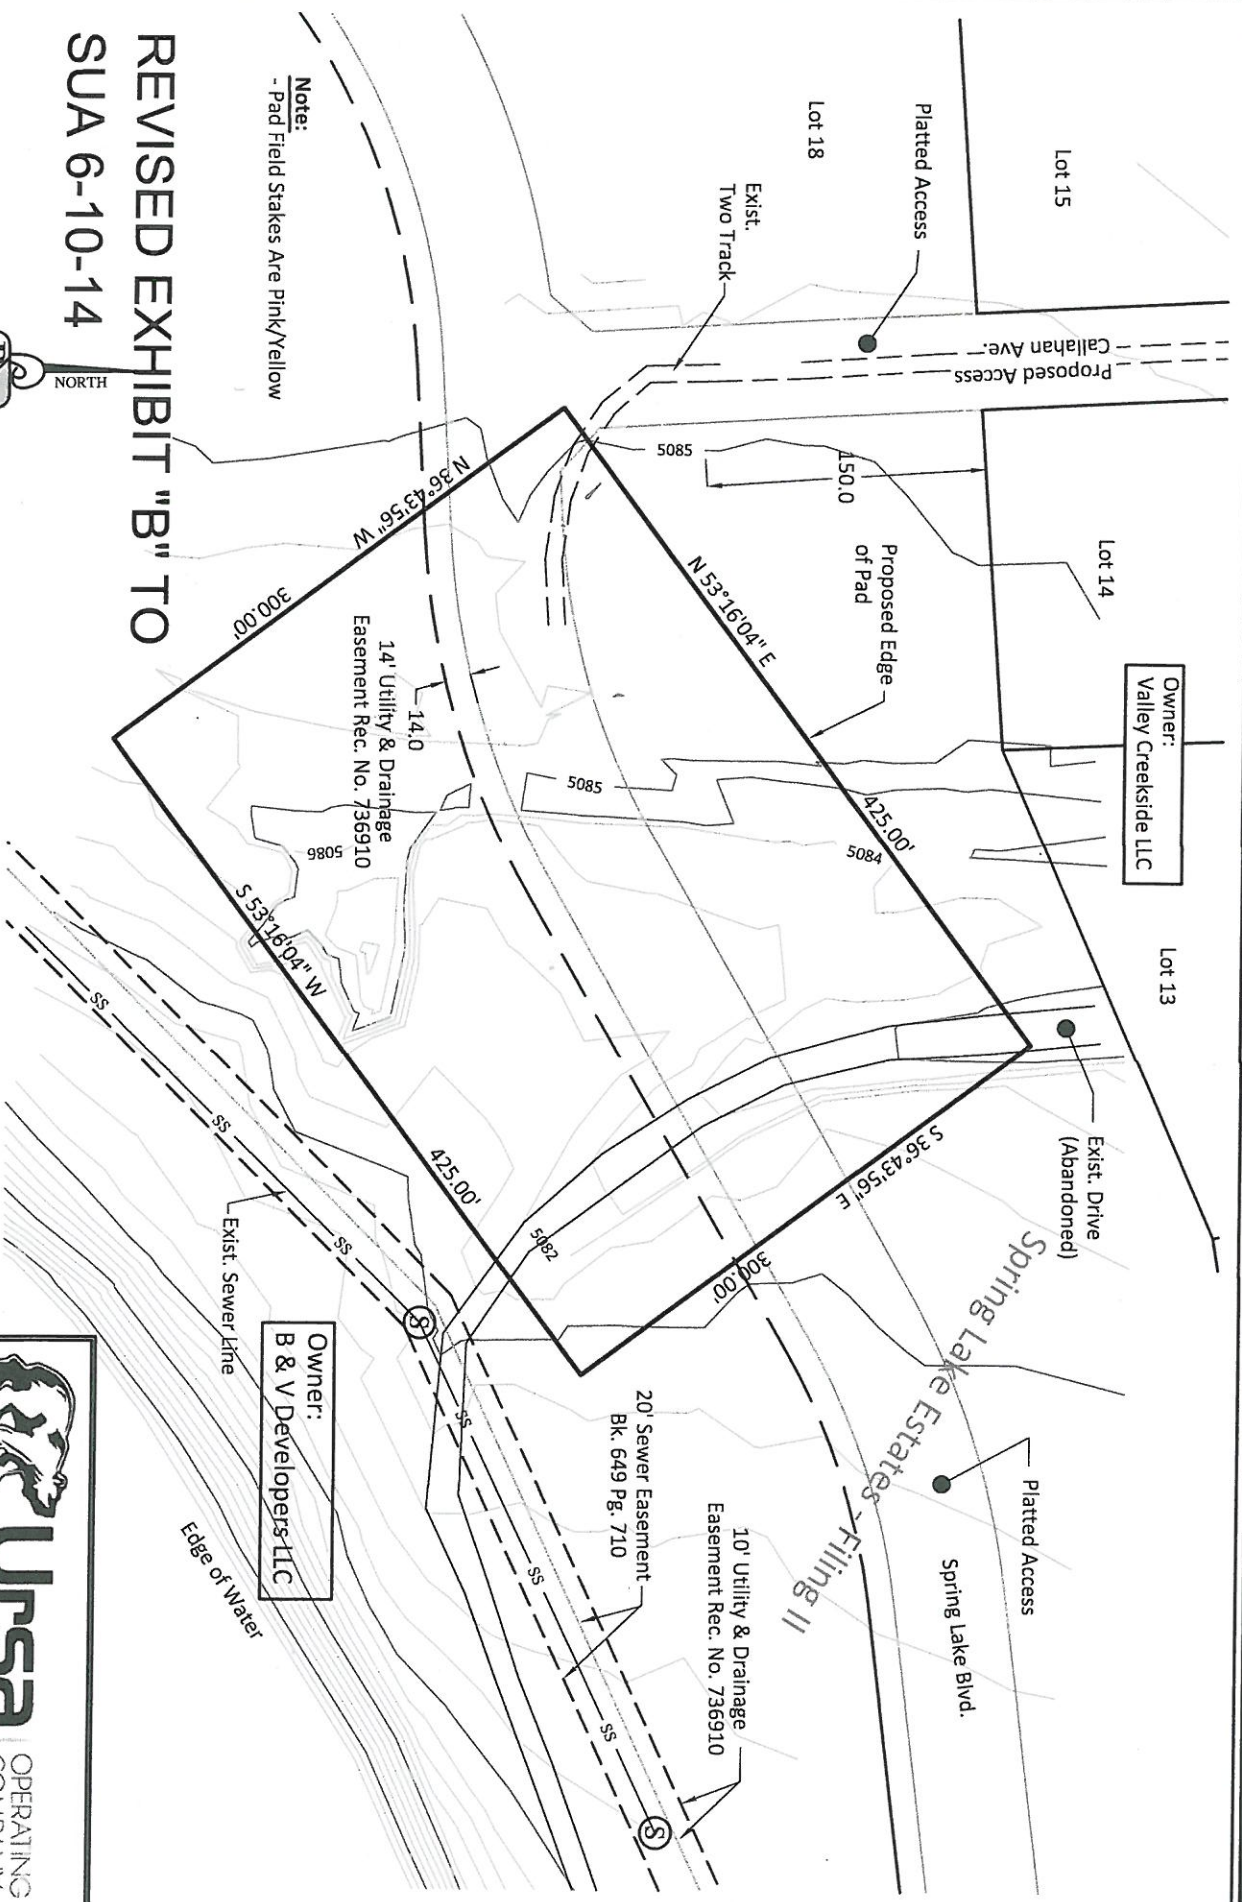 Lot 15
Callahan Ave.
Proposed Access
Lot 14
Owner:
Valley Creekside LLC
Lot 13
Platted Access
Lot 18
Exist.
Two Track
5085
150.0
Proposed Edge
of Pad
N 53°16'04" E
425.00'
5084
Exist. Drive
(Abandoned)
S 36°43'56" E
300.00'
Spring Lake Estates - Filing II
Platted Access
Spring Lake Blvd.
N 36°43'56" W
300.00'
14.0
14' Utility & Drainage
Easement Rec. No. 736910
5085
5086
S 53°16'04" W
425.00'
5082
20' Sewer Easement
Bk. 649 Pg. 710
10' Utility & Drainage
Easement Rec. No. 736910
SS
SS
SS
SS
SS
SS
S
S
Exist. Sewer Line
Owner:
B & V Developers LLC
Edge of Water
Note:
- Pad Field Stakes Are Pink/Yellow
REVISED EXHIBIT "B" TO
SUA 6-10-14
NORTH
Ursa
OPERATING
COMPANY